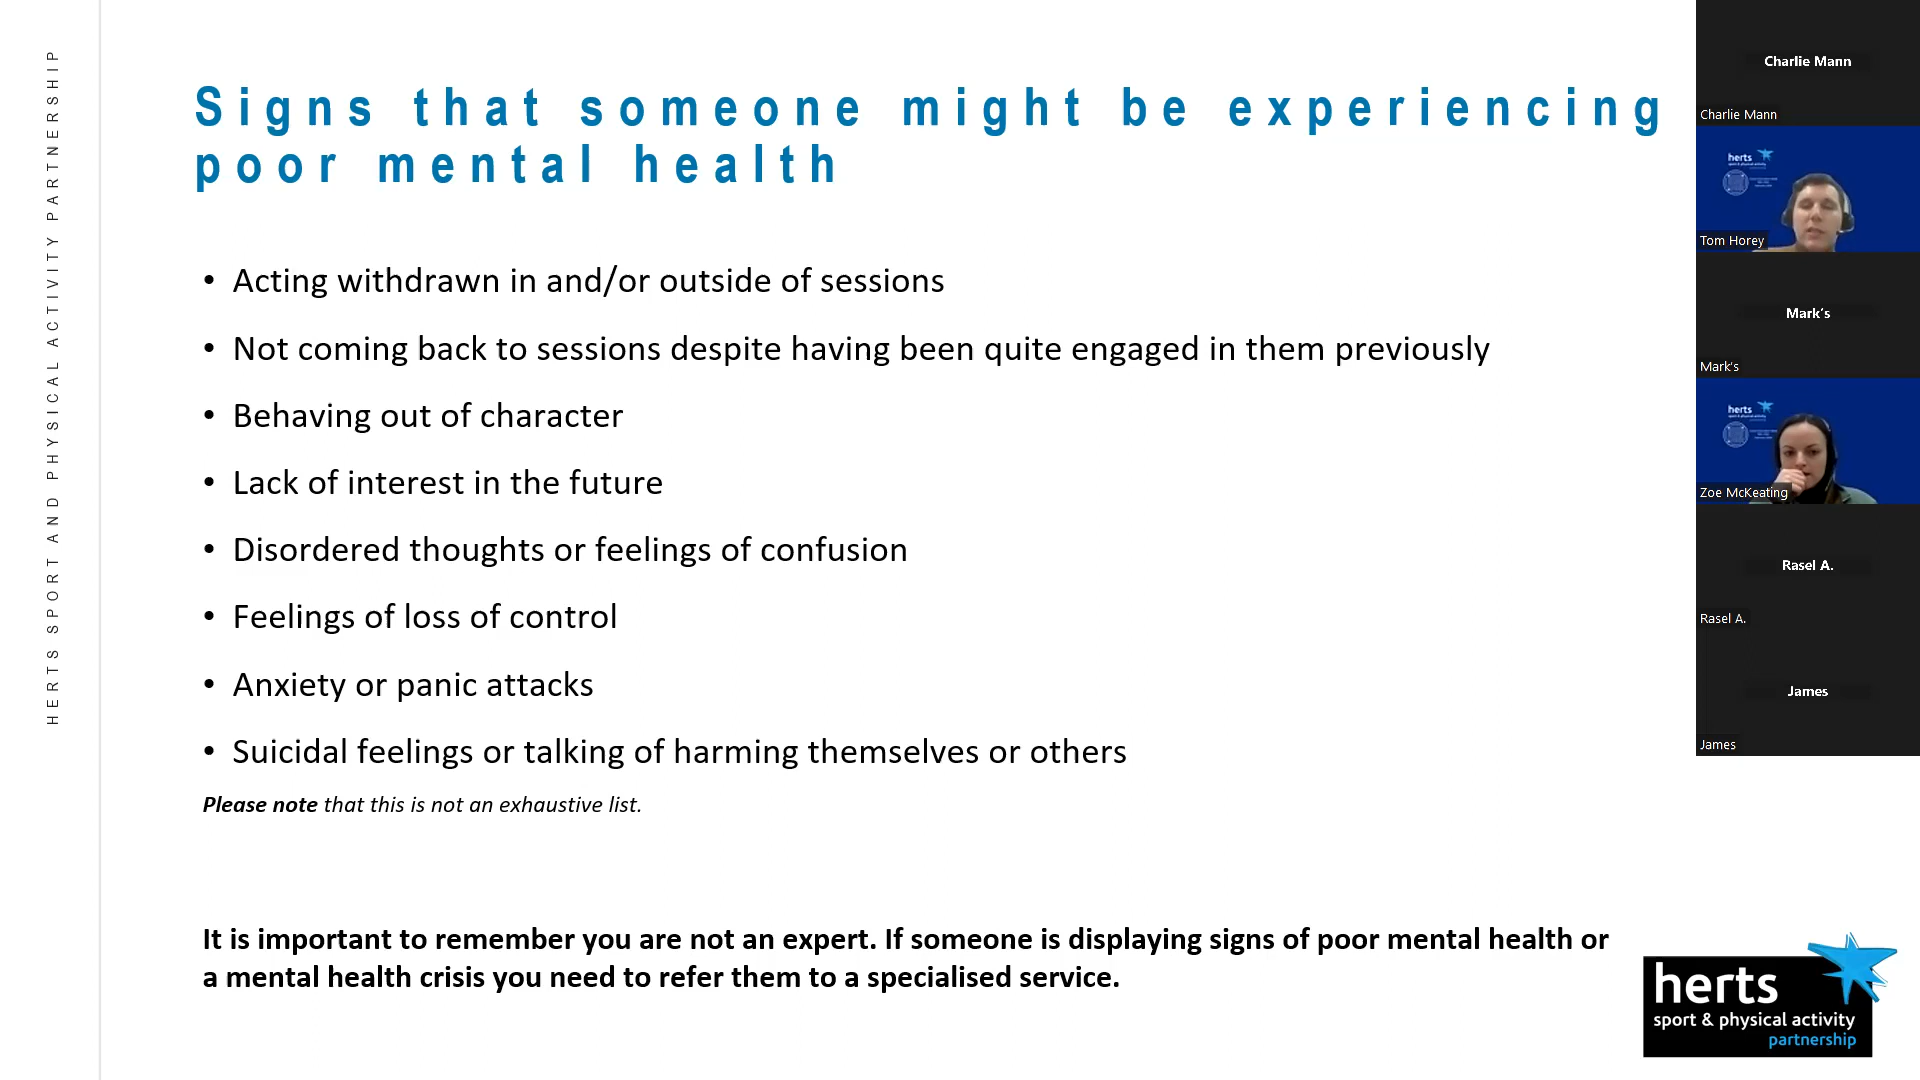 HERTS SPORT AND PHYSICAL ACTIVITY PARTNERSHIP
Signs that someone might be experiencing
poor mental health
• Acting withdrawn in and/or outside of sessions
• Not coming back to sessions despite having been quite engaged in them previously
• Behaving out of character
• Lack of interest in the future
• Disordered thoughts or feelings of confusion
• Feelings of loss of control
• Anxiety or panic attacks
• Suicidal feelings or talking of harming themselves or others
Please note that this is not an exhaustive list.
It is important to remember you are not an expert. If someone is displaying signs of poor mental health or
a mental health crisis you need to refer them to a specialised service.
herts
sport & physical activity
partnership
Charlie Mann
Charlie Mann
herts
Tom Horey
Mark's
Mark's
herts
Zoe McKeating
Rasel A.
Rasel A.
James
James